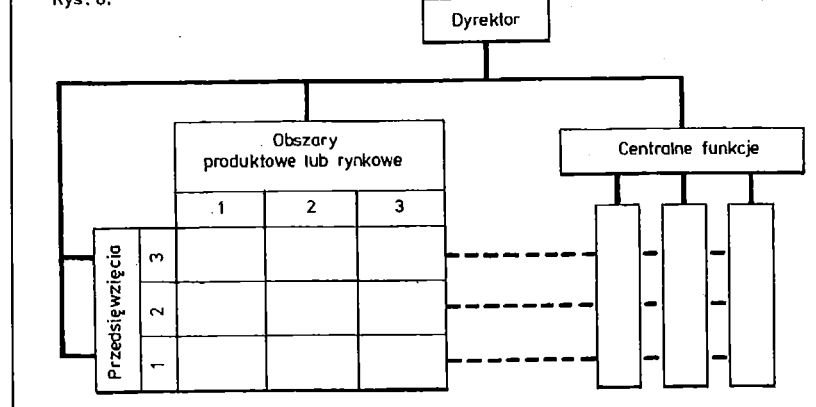 Rys. 6.
Dyrektor
Obszary
produktowe lub rynkowe
Centralne funkcje
1
2
3
Przedsięwzięcia
3
2
1